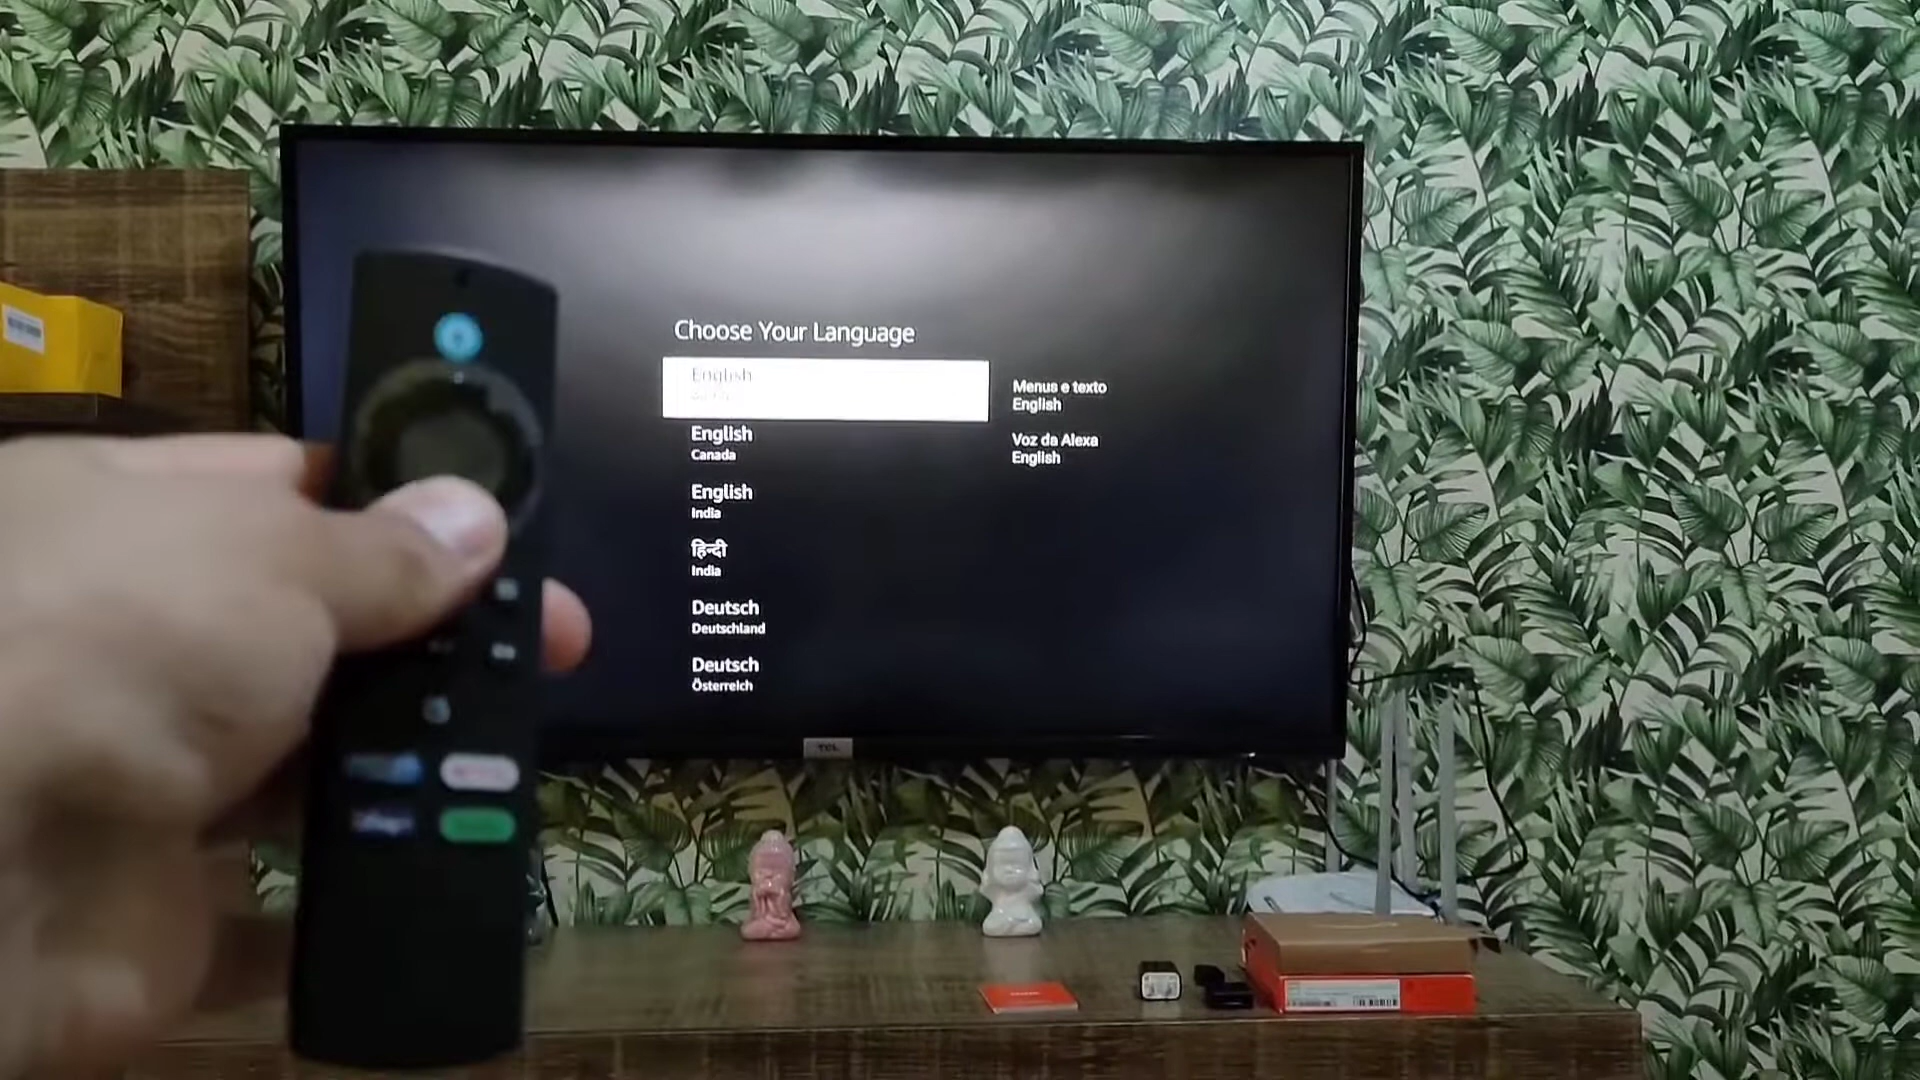 Choose Your Language
English
English
Canada
English
India
हिन्दी
India
Deutsch
Deutschland
Deutsch
Österreich
Menus e texto
English
Voz da Alexa
English
TCL